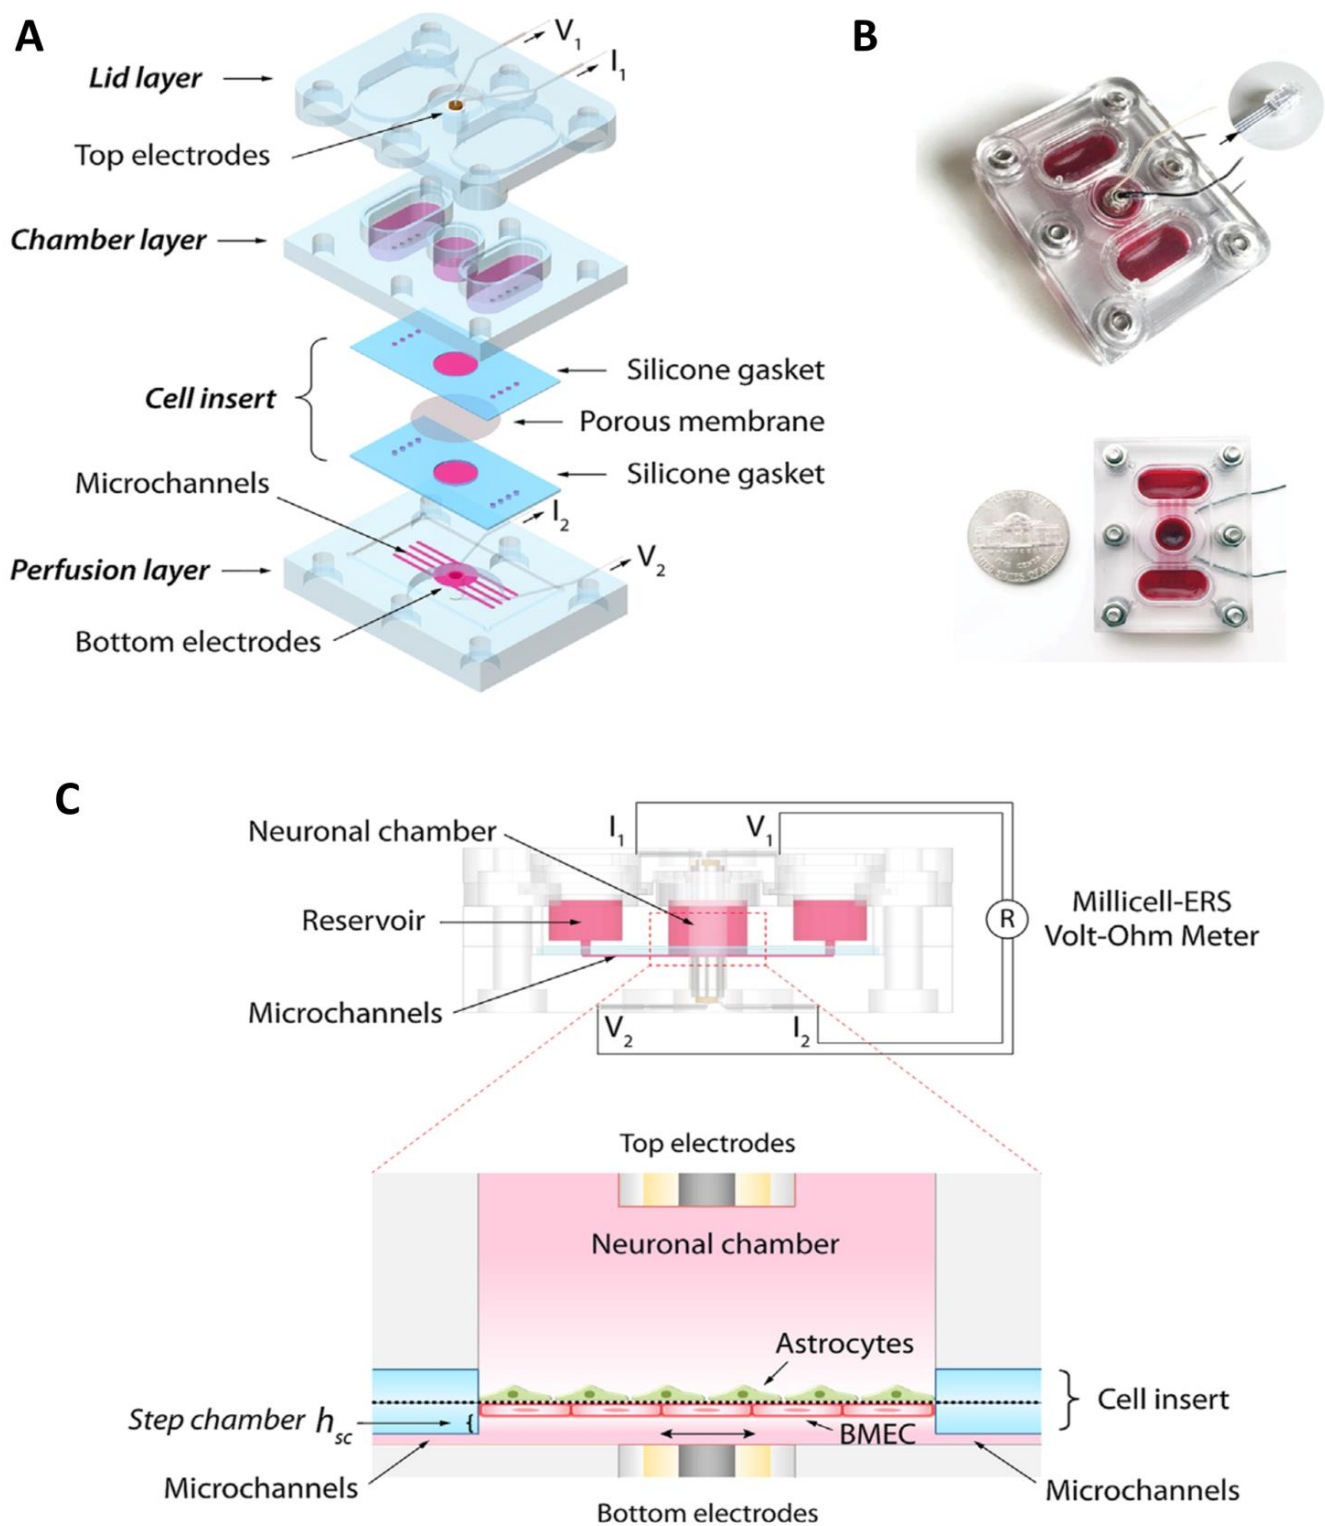 A
B
V1
Lid layer
I1
Top electrodes
Chamber layer
Silicone gasket
Cell insert
Porous membrane
Microchannels
Silicone gasket
I2
Perfusion layer
V2
Bottom electrodes
C
Neuronal chamber
I1
V1
Reservoir
R
Millicell-ERS
Volt-Ohm Meter
Microchannels
V2
I2
Top electrodes
Neuronal chamber
Astrocytes
Cell insert
Step chamber hsc
BMEC
Microchannels
Microchannels
Bottom electrodes